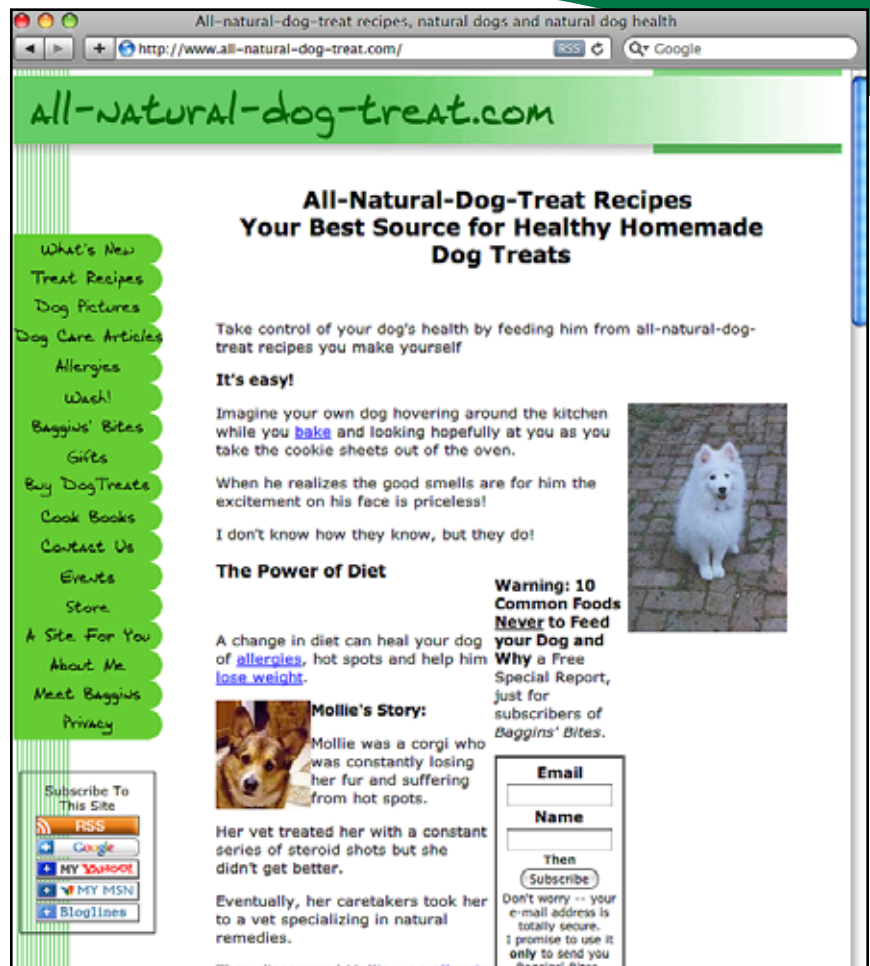 All-natural-dog-treat recipes, natural dogs and natural dog health
http://www.all-natural-dog-treat.com/
RSS
Google
All-Natural-dog-treat.com
All-Natural-Dog-Treat Recipes
Your Best Source for Healthy Homemade
Dog Treats
What's New
Treat Recipes
Dog Pictures
Dog Care Articles
Allergies
Wash!
Baggins' Bites
Gifts
Buy DogTreats
Cook Books
Contact Us
Events
Store
A Site For You
About Me
Meet Baggins
Privacy
Subscribe To
This Site
RSS
Google
MY YAHOO!
MY MSN
Bloglines
Take control of your dog's health by feeding him from all-natural-dog-
treat recipes you make yourself
It's easy!
Imagine your own dog hovering around the kitchen
while you bake and looking hopefully at you as you
take the cookie sheets out of the oven.
When he realizes the good smells are for him the
excitement on his face is priceless!
I don't know how they know, but they do!
The Power of Diet
A change in diet can heal your dog
of allergies, hot spots and help him
lose weight.
Mollie's Story:
Mollie was a corgi who
was constantly losing
her fur and suffering
from hot spots.
Her vet treated her with a constant
series of steroid shots but she
didn't get better.
Eventually, her caretakers took her
to a vet specializing in natural
remedies.
Warning: 10
Common Foods
Never to Feed
your Dog and
Why a Free
Special Report,
just for
subscribers of
Baggins' Bites.
Email
Name
Then
Subscribe
Don't worry -- your
e-mail address is
totally secure.
I promise to use it
only to send you